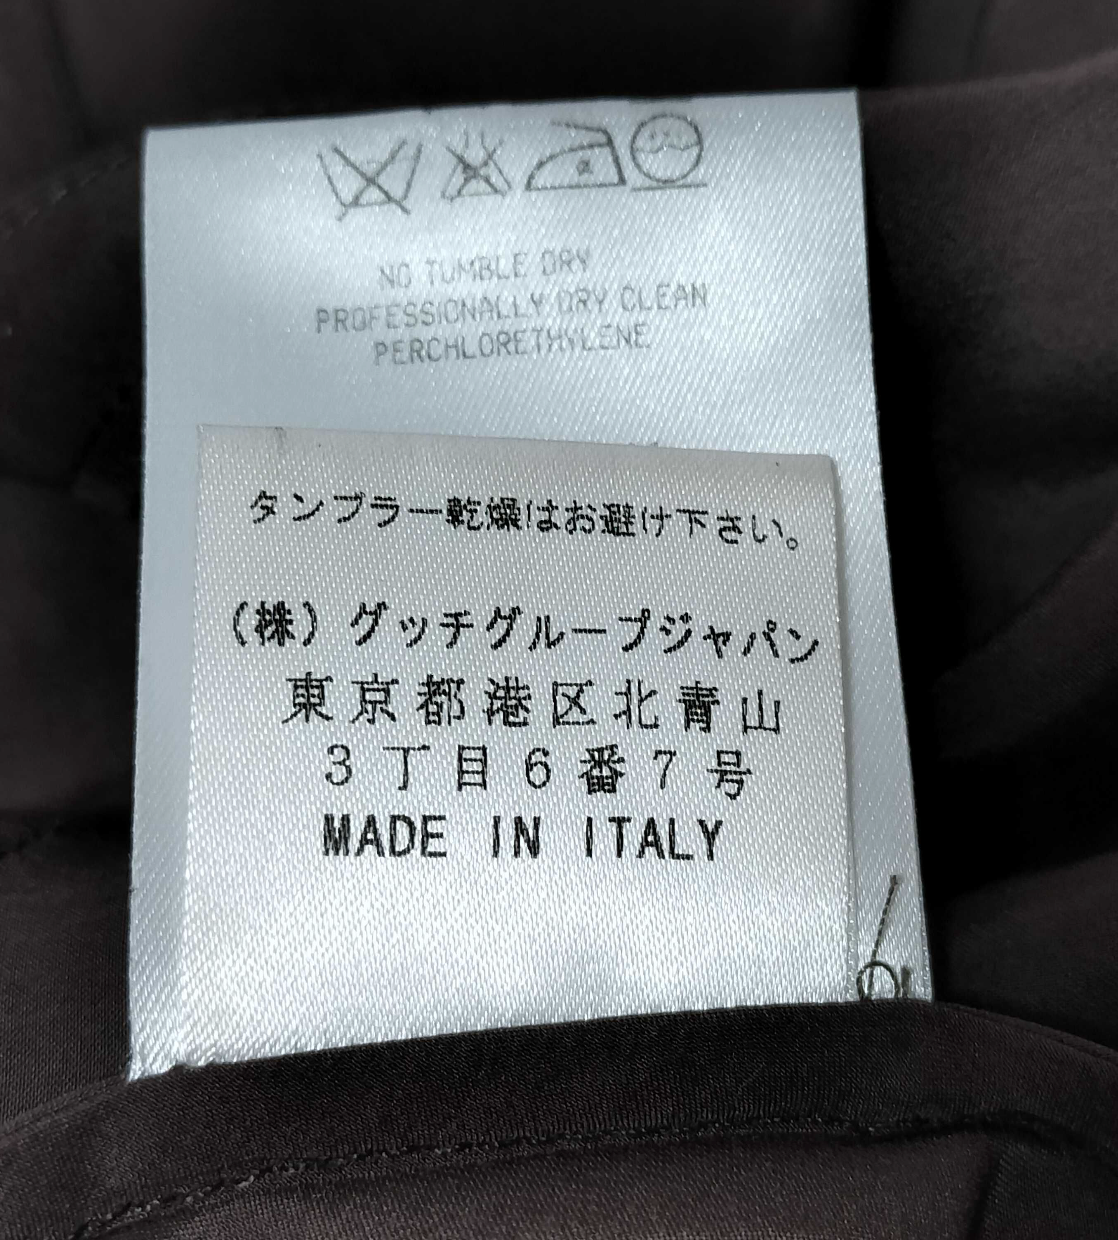 NO TUMBLE DRY
PROFESSIONALLY DRY CLEAN
PERCHLORETHYLENE
タンブラー乾燥はお避け下さい。
（株）グッチグループジャパン
東京都港区北青山
3丁目6番7号
MADE IN ITALY